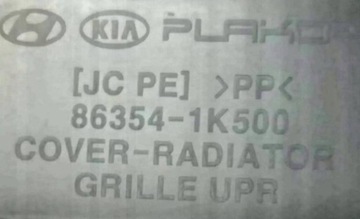 KIA PLAKOR
[JC PE] >PP<
86354-1K500
COVER-RADIATOR
GRILLE UPR